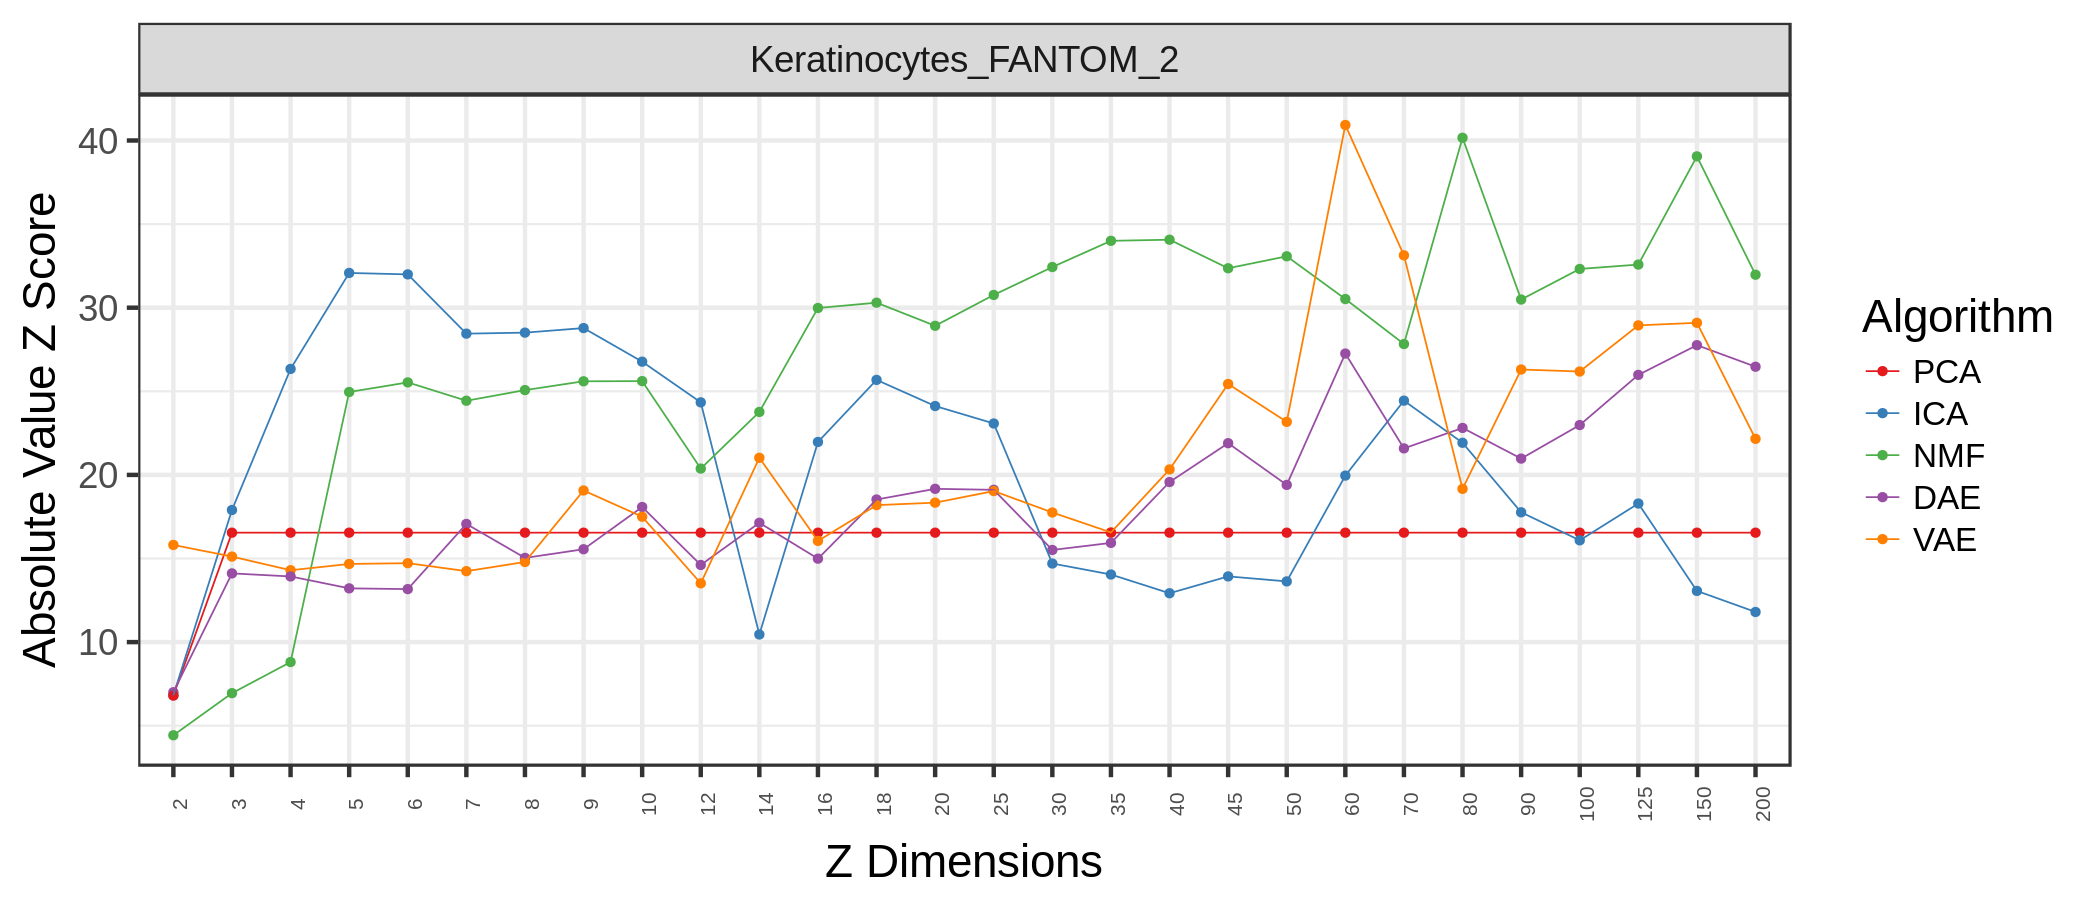 Keratinocytes_FANTOM_2
Absolute Value Z Score
40
30
20
10
2 3 4 5 6 7 8 9 10 12 14 16 18 20 25 30 35 40 45 50 60 70 80 90 100 125 150 200
Z Dimensions
Algorithm
PCA
ICA
NMF
DAE
VAE